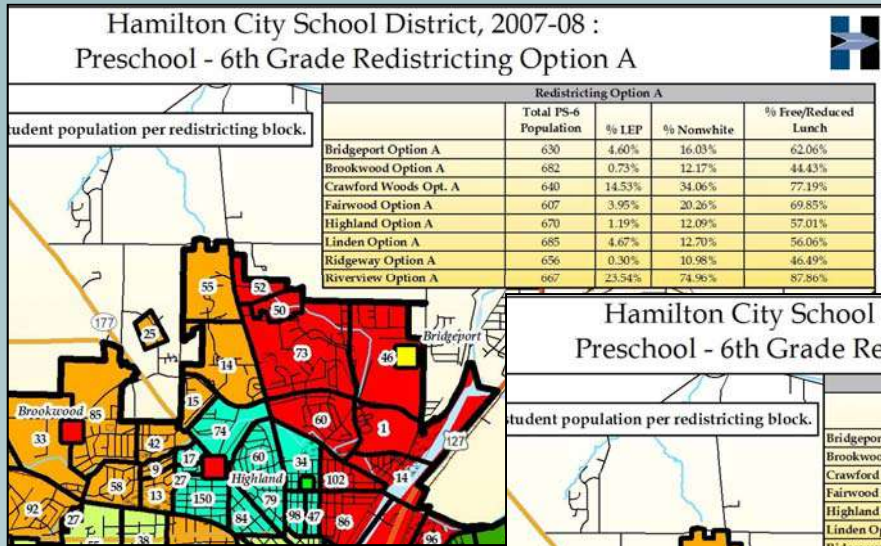 Hamilton City School District, 2007-08 :
Preschool - 6th Grade Redistricting Option A
tudent population per redistricting block.
Redistricting Option A
Total PS-6 Population % LEP % Nonwhite % Free/Reduced Lunch
Bridgeport Option A 630 4.60% 16.03% 62.06%
Brookwood Option A 682 0.73% 12.17% 44.43%
Crawford Woods Opt. A 640 14.53% 34.06% 77.19%
Fairwood Option A 607 3.95% 20.26% 69.85%
Highland Option A 670 1.19% 12.09% 57.01%
Linden Option A 685 4.67% 12.70% 56.06%
Ridgeway Option A 656 0.30% 10.98% 46.49%
Riverview Option A 667 23.54% 74.96% 87.86%
55
52
50
177
25
73
46
Bridgeport
14
15
Brookwood
85
33
74
60
1
127
42
17
60
34
9
27
Highland
102
14
58
13
150
79
92
27
84
98
47
86
38
96
Hamilton City School
Preschool - 6th Grade Re
student population per redistricting block.
Bridgepor
Brookwoo
Crawford
Fairwood
Highland
Linden Op